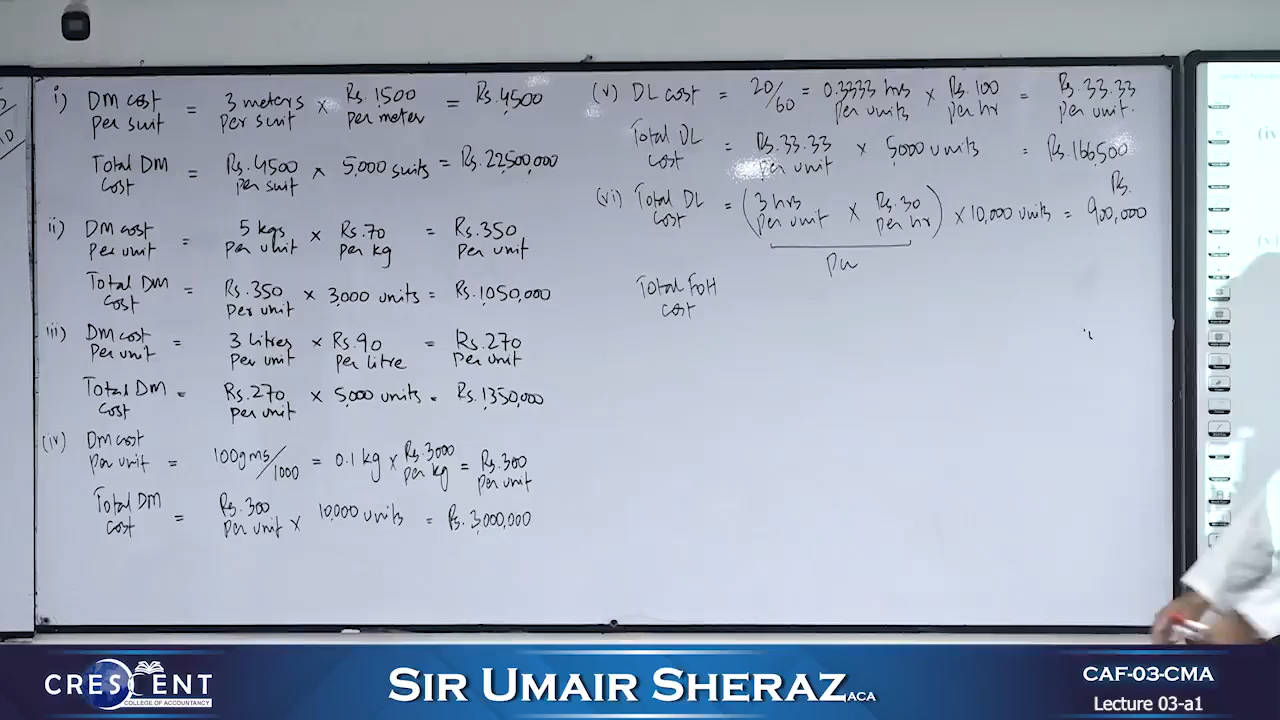 i) DM cost per suit = 3 meters per suit × Rs. 1500 per meter = Rs. 4500
Total DM cost = Rs. 4500 per suit × 5,000 suits = Rs. 22,500,000
ii) DM cost per unit = 5 kgs per unit × Rs. 70 per kg = Rs. 350 per unit
Total DM cost = Rs. 350 per unit × 3000 units = Rs. 1,050,000
iii) DM cost per unit = 3 litres per unit × Rs. 90 per litre = Rs. 270 per unit
Total DM cost = Rs. 270 per unit × 5,000 units = Rs. 1,350,000
(iv) DM cost per unit = 100gms/1000 = 0.1 kg × Rs. 3000 per kg = Rs. 300 per unit
Total DM cost = Rs. 300 per unit × 10,000 units = Rs. 3,000,000
(v) DL cost = 20/60 = 0.3333 hrs per units × Rs. 100 per hr = Rs. 33.33 per unit.
Total DL cost = Rs. 33.33 per unit × 5,000 units = Rs. 166500
(vi) Total DL cost = (3 hrs per unit × Rs. 30 per hr) × 10,000 units = Rs. 900,000
Pu
Total FOH cost
CRESCENT
COLLEGE OF ACCOUNTANCY
SIR UMAIR SHERAZ ACA
CAF-03-CMA
Lecture 03-a1